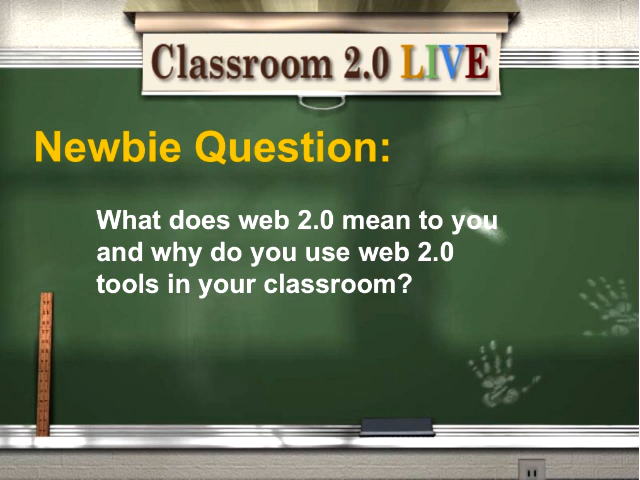 Classroom 2.0 LIVE
Newbie Question:
What does web 2.0 mean to you
and why do you use web 2.0
tools in your classroom?